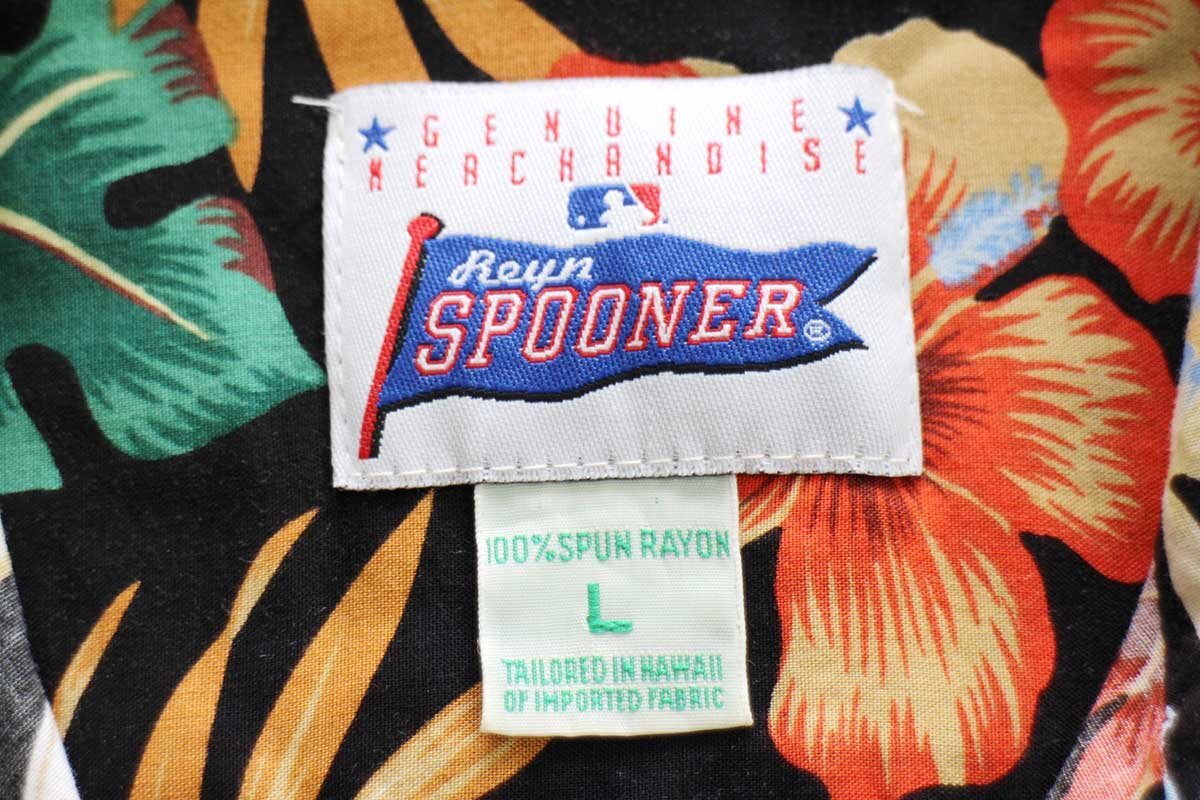 GENUINE
MERCHANDISE
Reyn
SPOONER®
100% SPUN RAYON
L
TAILORED IN HAWAII
OF IMPORTED FABRIC